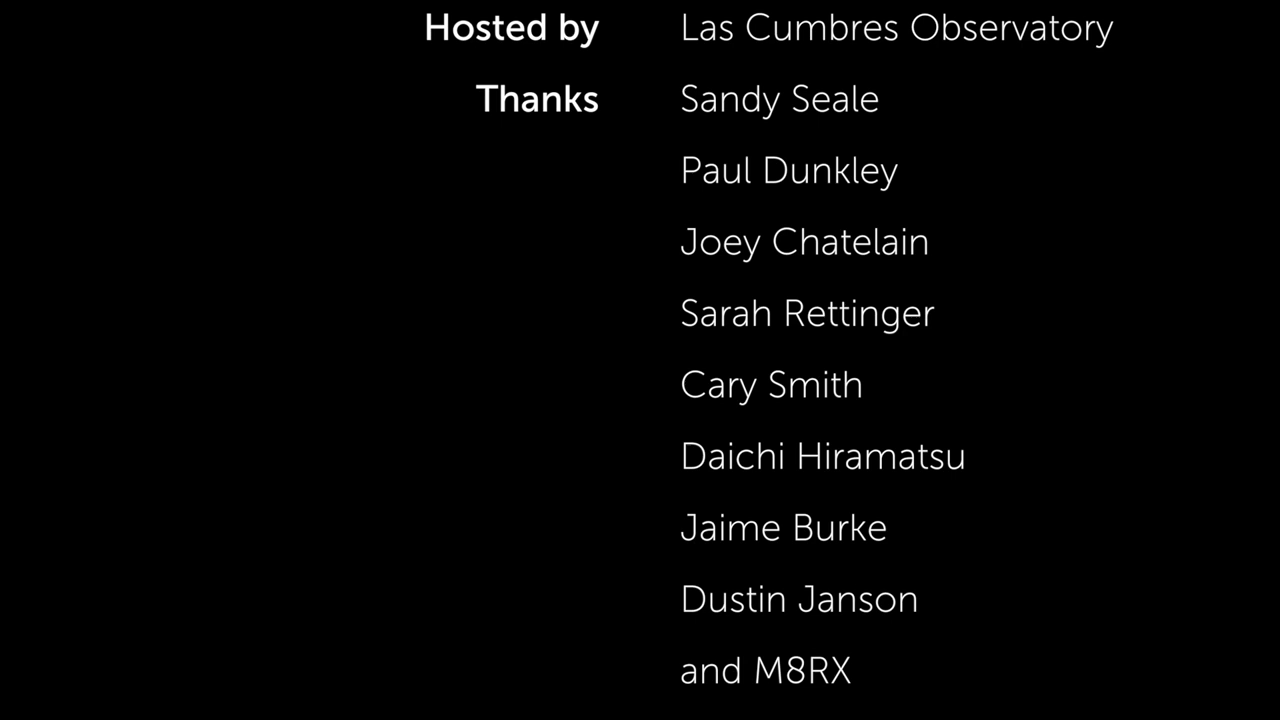 Hosted by Las Cumbres Observatory
Thanks Sandy Seale
Paul Dunkley
Joey Chatelain
Sarah Rettinger
Cary Smith
Daichi Hiramatsu
Jaime Burke
Dustin Janson
and M8RX